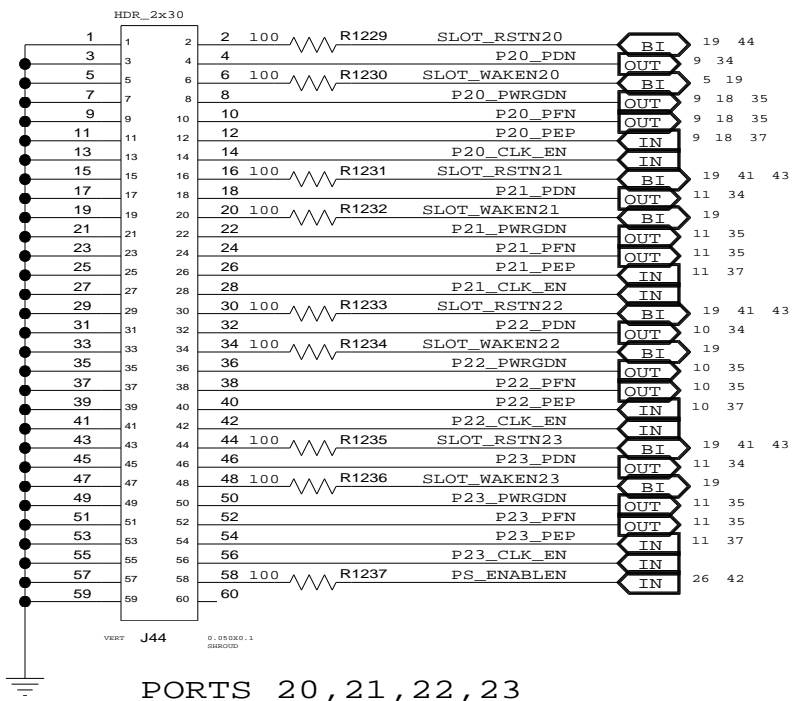 HDR_2x30
1 1 2 2 100 R1229 SLOT_RSTN20 BI 19 44
3 3 4 4 P20_PDN OUT 9 34
5 5 6 6 100 R1230 SLOT_WAKEN20 BI 5 19
7 7 8 8 P20_PWRGDN OUT 9 18 35
9 9 10 10 P20_PFN OUT 9 18 35
11 11 12 12 P20_PEP IN 9 18 37
13 13 14 14 P20_CLK_EN IN
15 15 16 16 100 R1231 SLOT_RSTN21 BI 19 41 43
17 17 18 18 P21_PDN OUT 11 34
19 19 20 20 100 R1232 SLOT_WAKEN21 BI 19
21 21 22 22 P21_PWRGDN OUT 11 35
23 23 24 24 P21_PFN OUT 11 35
25 25 26 26 P21_PEP IN 11 37
27 27 28 28 P21_CLK_EN IN
29 29 30 30 100 R1233 SLOT_RSTN22 BI 19 41 43
31 31 32 32 P22_PDN OUT 10 34
33 33 34 34 100 R1234 SLOT_WAKEN22 BI 19
35 35 36 36 P22_PWRGDN OUT 10 35
37 37 38 38 P22_PFN OUT 10 35
39 39 40 40 P22_PEP IN 10 37
41 41 42 42 P22_CLK_EN IN
43 43 44 44 100 R1235 SLOT_RSTN23 BI 19 41 43
45 45 46 46 P23_PDN OUT 11 34
47 47 48 48 100 R1236 SLOT_WAKEN23 BI 19
49 49 50 50 P23_PWRGDN OUT 11 35
51 51 52 52 P23_PFN OUT 11 35
53 53 54 54 P23_PEP IN 11 37
55 55 56 56 P23_CLK_EN IN
57 57 58 58 100 R1237 PS_ENABLEN IN 26 42
59 59 60 60
VERT J44 0.050X0.1
SHROUD
PORTS 20,21,22,23